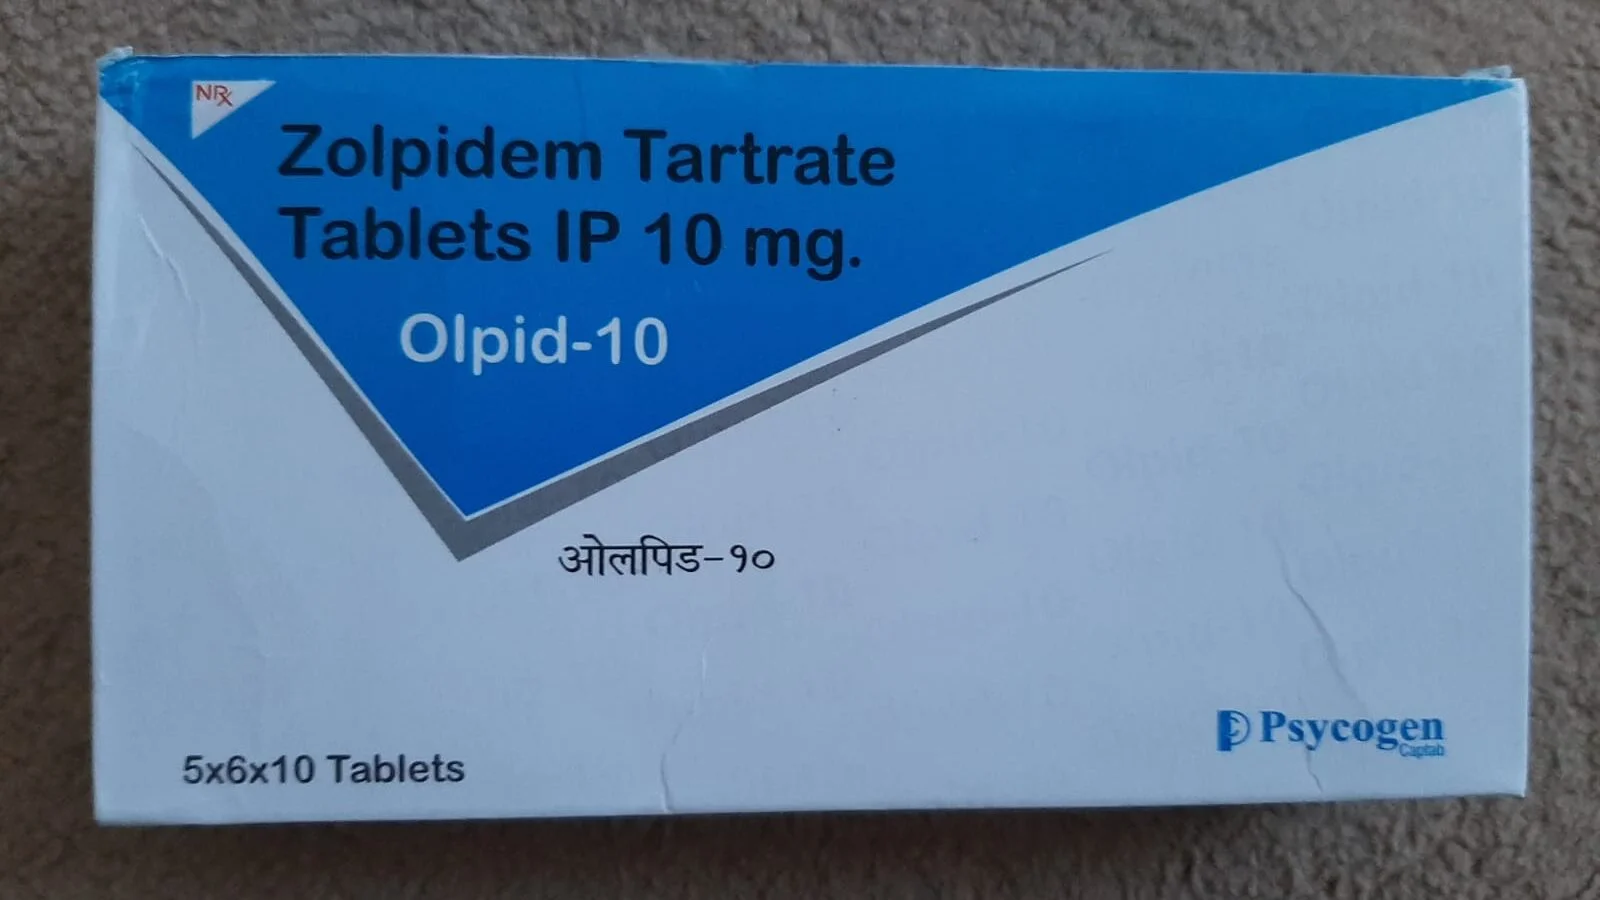 NRx
Zolpidem Tartrate
Tablets IP 10 mg.
Olpid-10
ओलपिड-१०
5x6x10 Tablets
Psycogen
Captab